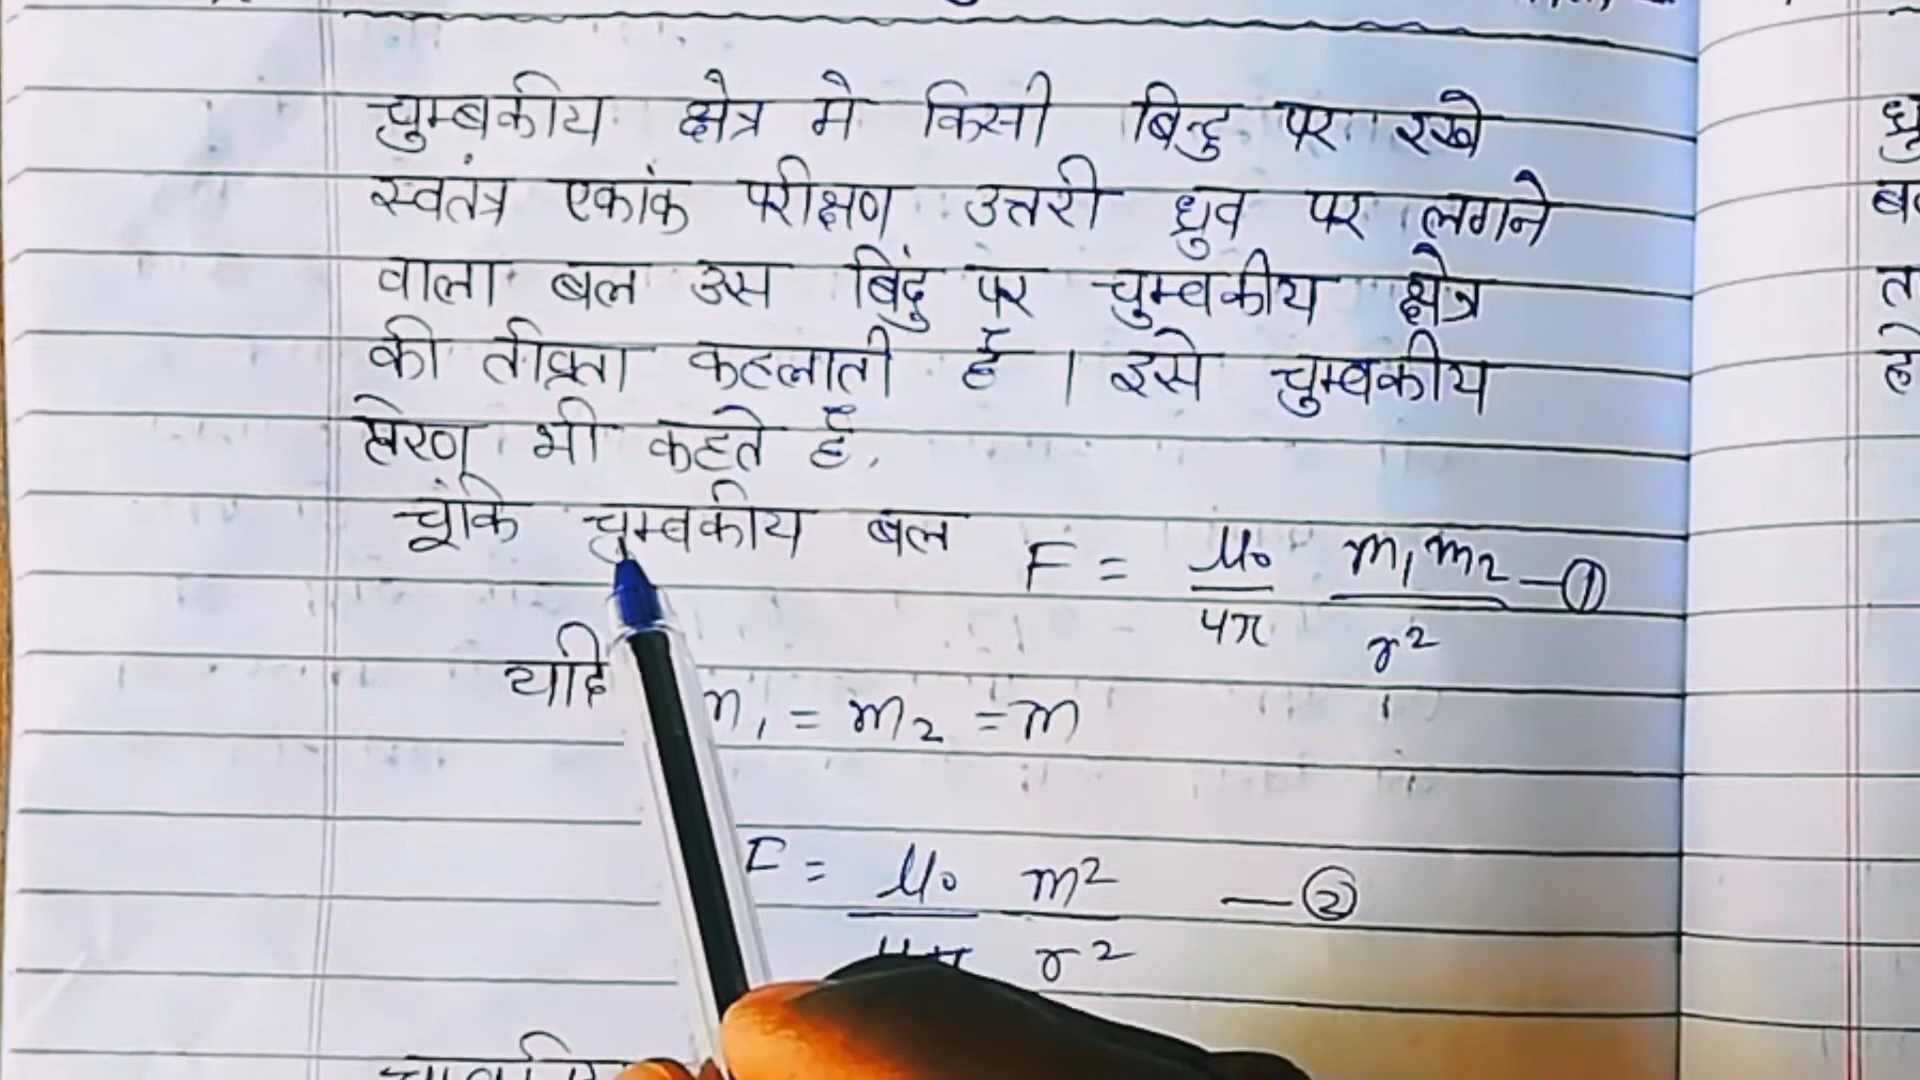 चुम्बकीय क्षेत्र मे किसी बिन्दु पर रखे
स्वतंत्र एकांक परीक्षण उत्तरी ध्रुव पर लगने
वाला बल उस बिंदु पर चुम्बकीय क्षेत्र
की तीव्रता कहलाती है । इसे चुम्बकीय
प्रेरण भी कहते है.
चूंकि चुम्बकीय बल F = μ₀/4π m₁m₂/r² —①
यदि m₁ = m₂ = m
F = μ₀/4π m²/r² —②